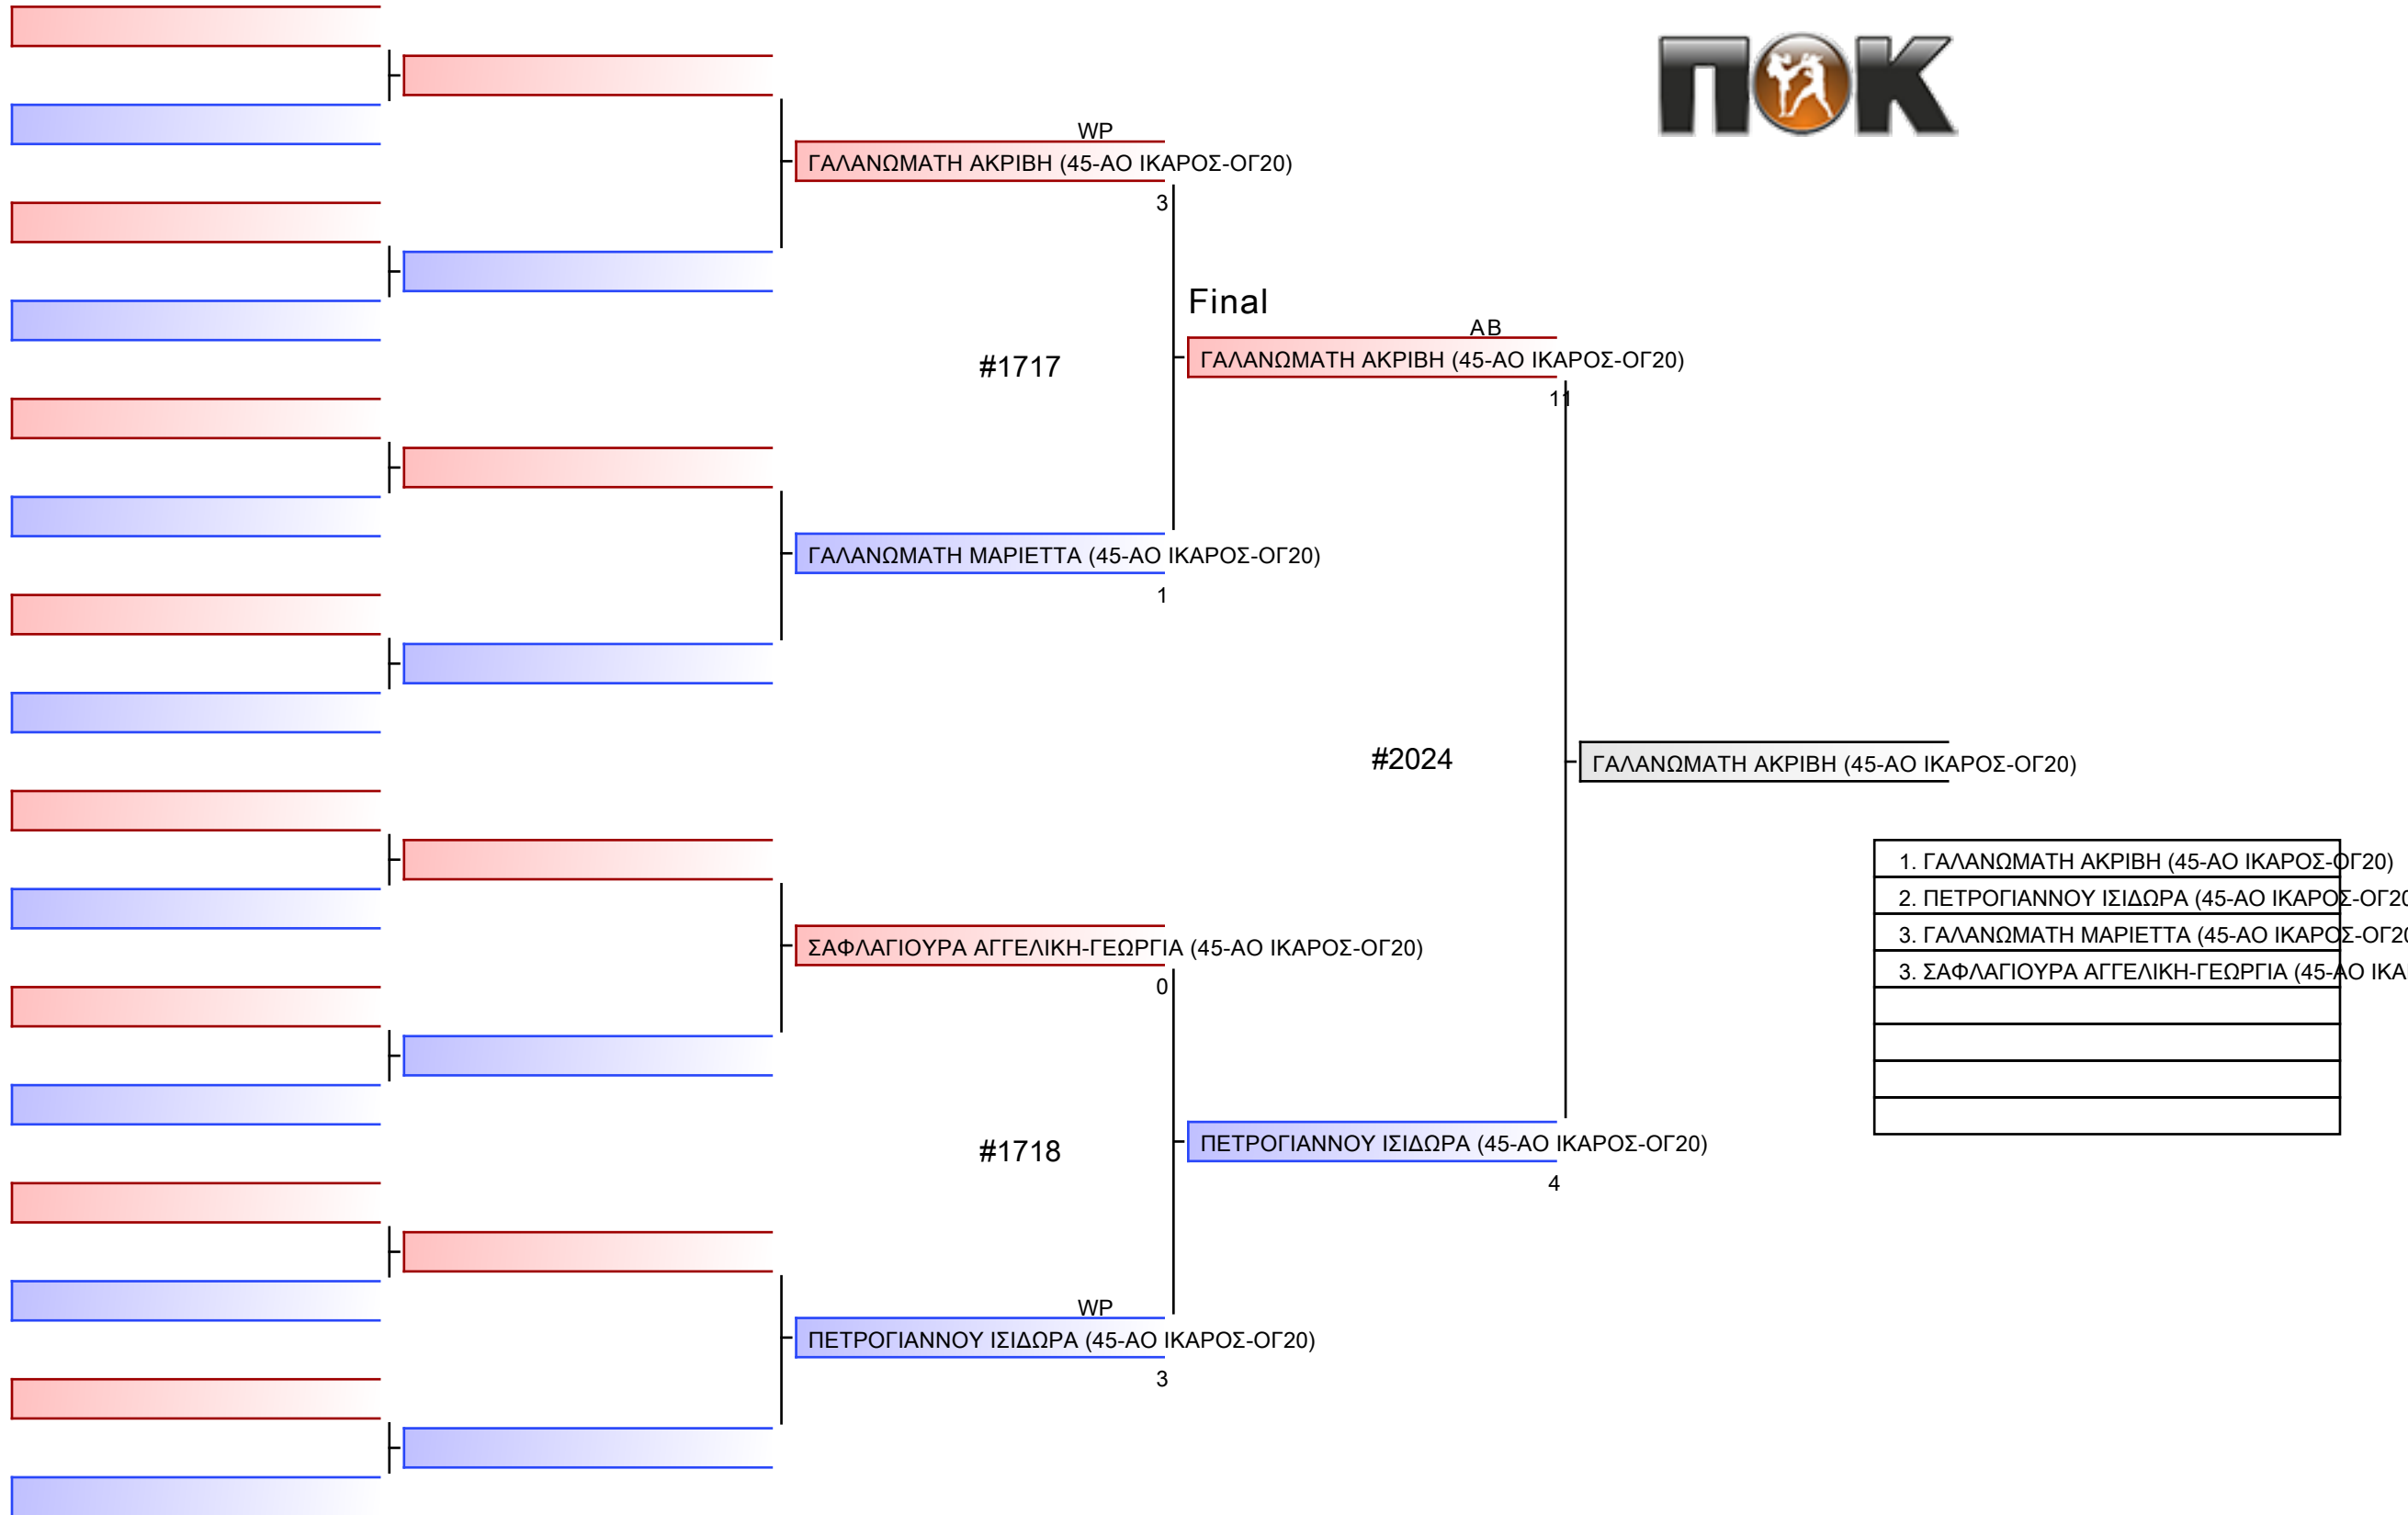 ΠΟΚ
WP
ΓΑΛΑΝΩΜΑΤΗ ΑΚΡΙΒΗ (45-ΑΟ ΙΚΑΡΟΣ-ΟΓ20)
3
Final
AB
#1717
ΓΑΛΑΝΩΜΑΤΗ ΑΚΡΙΒΗ (45-ΑΟ ΙΚΑΡΟΣ-ΟΓ20)
11
ΓΑΛΑΝΩΜΑΤΗ ΜΑΡΙΕΤΤΑ (45-ΑΟ ΙΚΑΡΟΣ-ΟΓ20)
1
#2024
ΓΑΛΑΝΩΜΑΤΗ ΑΚΡΙΒΗ (45-ΑΟ ΙΚΑΡΟΣ-ΟΓ20)
1. ΓΑΛΑΝΩΜΑΤΗ ΑΚΡΙΒΗ (45-ΑΟ ΙΚΑΡΟΣ-ΟΓ20)
2. ΠΕΤΡΟΓΙΑΝΝΟΥ ΙΣΙΔΩΡΑ (45-ΑΟ ΙΚΑΡΟΣ-ΟΓ20
3. ΓΑΛΑΝΩΜΑΤΗ ΜΑΡΙΕΤΤΑ (45-ΑΟ ΙΚΑΡΟΣ-ΟΓ20
3. ΣΑΦΛΑΓΙΟΥΡΑ ΑΓΓΕΛΙΚΗ-ΓΕΩΡΓΙΑ (45-ΑΟ ΙΚΑ
ΣΑΦΛΑΓΙΟΥΡΑ ΑΓΓΕΛΙΚΗ-ΓΕΩΡΓΙΑ (45-ΑΟ ΙΚΑΡΟΣ-ΟΓ20)
0
#1718
ΠΕΤΡΟΓΙΑΝΝΟΥ ΙΣΙΔΩΡΑ (45-ΑΟ ΙΚΑΡΟΣ-ΟΓ20)
4
WP
ΠΕΤΡΟΓΙΑΝΝΟΥ ΙΣΙΔΩΡΑ (45-ΑΟ ΙΚΑΡΟΣ-ΟΓ20)
3